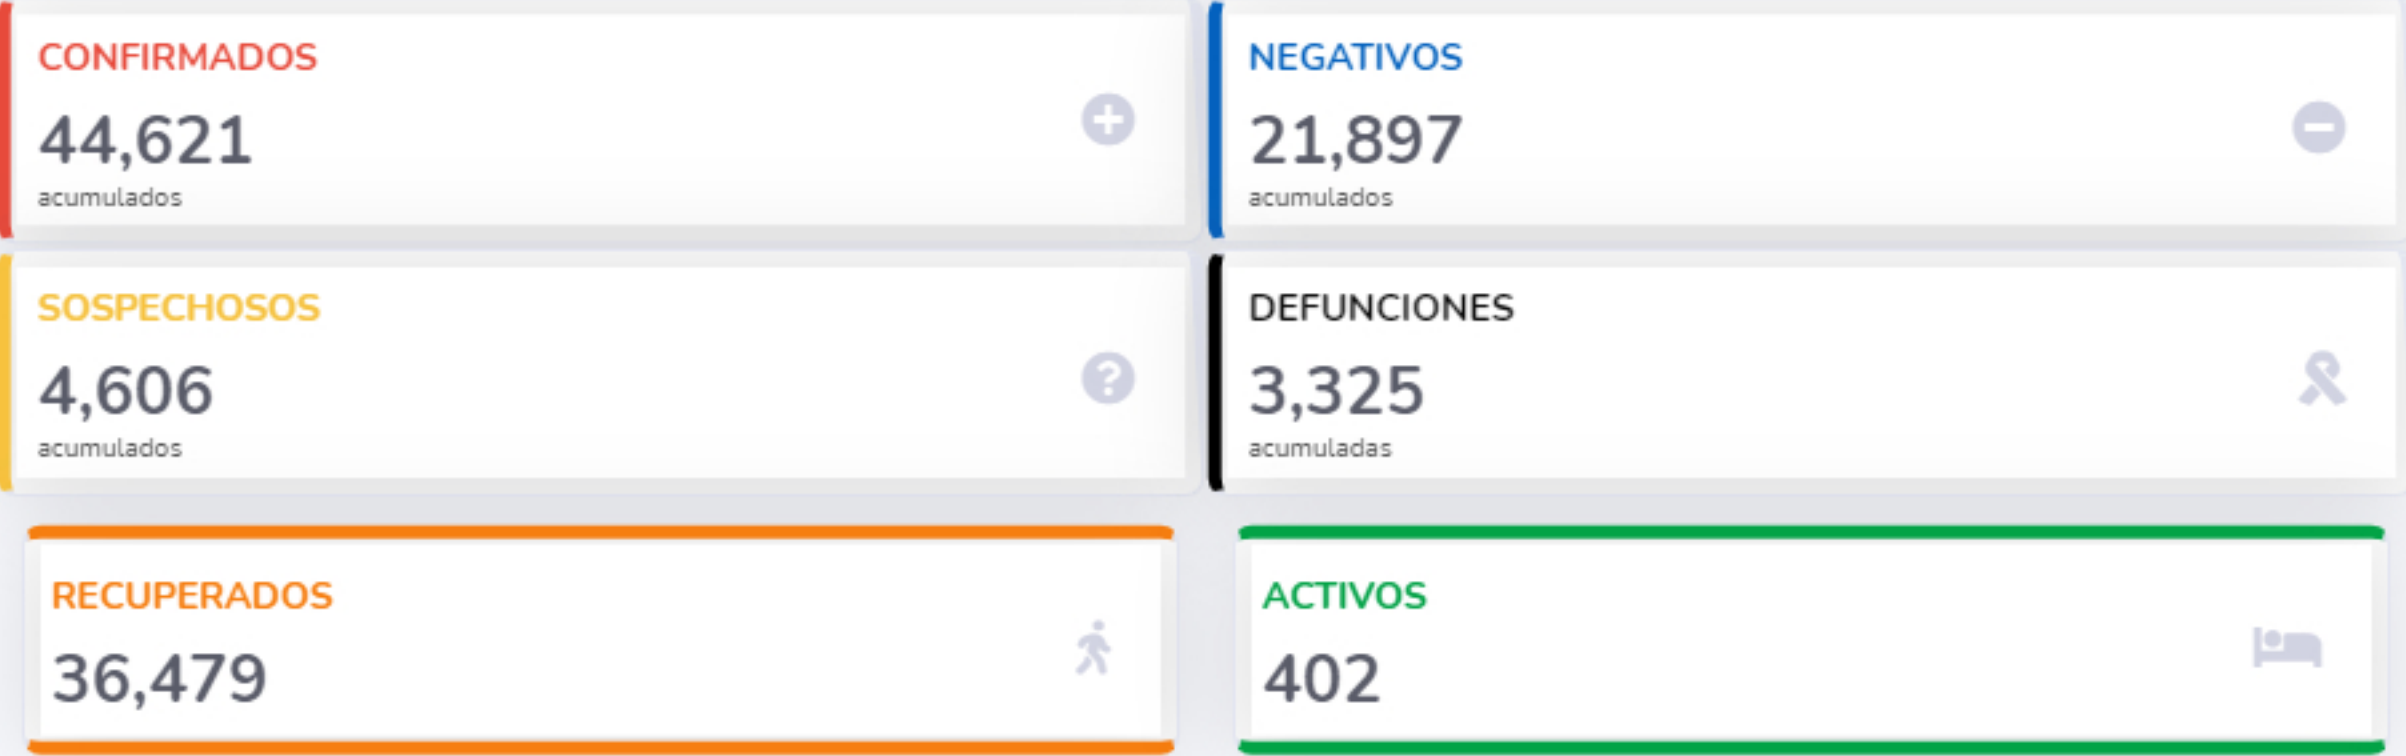 CONFIRMADOS
44,621
acumulados
NEGATIVOS
21,897
acumulados
SOSPECHOSOS
4,606
acumulados
DEFUNCIONES
3,325
acumuladas
RECUPERADOS
36,479
ACTIVOS
402